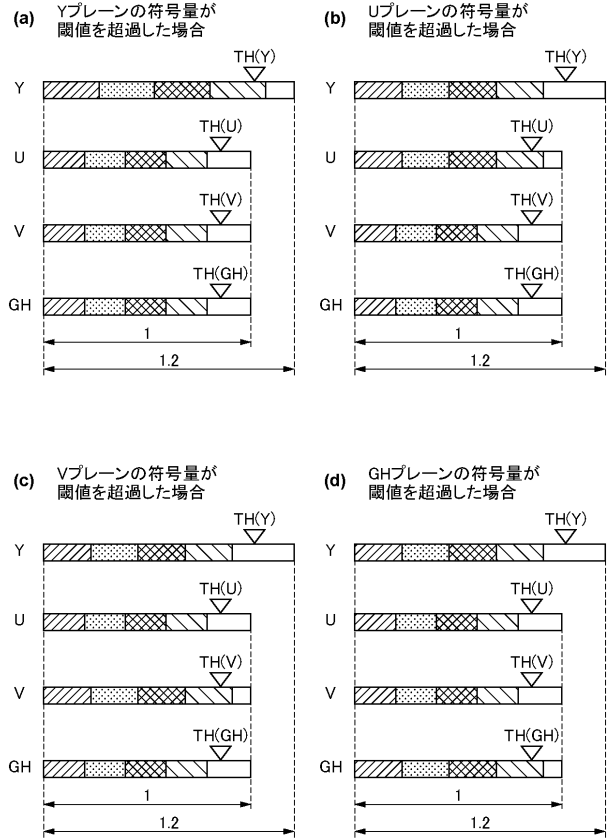 (a) Yプレーンの符号量が
閾値を超過した場合
TH(Y)
Y
TH(U)
U
TH(V)
V
TH(GH)
GH
1
1.2
(b) Uプレーンの符号量が
閾値を超過した場合
TH(Y)
Y
TH(U)
U
TH(V)
V
TH(GH)
GH
1
1.2
(c) Vプレーンの符号量が
閾値を超過した場合
TH(Y)
Y
TH(U)
U
TH(V)
V
TH(GH)
GH
1
1.2
(d) GHプレーンの符号量が
閾値を超過した場合
TH(Y)
Y
TH(U)
U
TH(V)
V
TH(GH)
GH
1
1.2